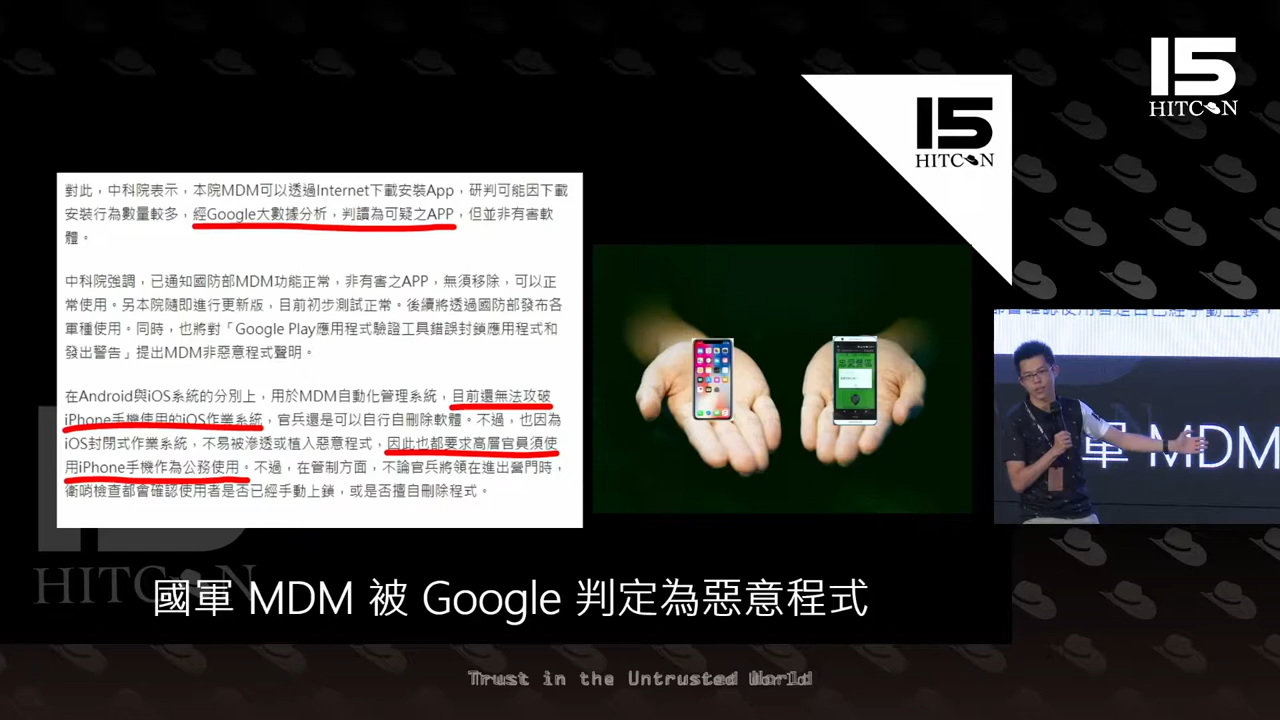 15
HITCON
15
HITCON
對此，中科院表示，本院MDM可以透過Internet下載安裝App，研判可能因下載
安裝行為數量較多，經Google大數據分析，判讀為可疑之APP，但並非有害軟
體。
中科院強調，已通知國防部MDM功能正常，非有害之APP，無須移除，可以正
常使用。另本院隨即進行更新版，目前初步測試正常。後續將透過國防部發布各
軍種使用。同時，也將對「Google Play應用程式驗證工具錯誤封鎖應用程式和
發出警告」提出MDM非惡意程式聲明。
在Android與iOS系統的分別上，用於MDM自動化管理系統，目前還無法攻破
iPhone手機使用的iOS作業系統，官兵還是可以自行自刪除軟體。不過，也因為
iOS封閉式作業系統，不易被滲透或植入惡意程式，因此也都要求高層官員須使
用iPhone手機作為公務使用。不過，在管制方面，不論官兵將領在進出營門時，
衛哨檢查都會確認使用者是否已經手動上鎖，或是否擅自刪除程式。
都會確認使用者是否已經手動上鎖
軍 MDM
15
HITCON
國軍 MDM 被 Google 判定為惡意程式
Trust in the Untrusted World